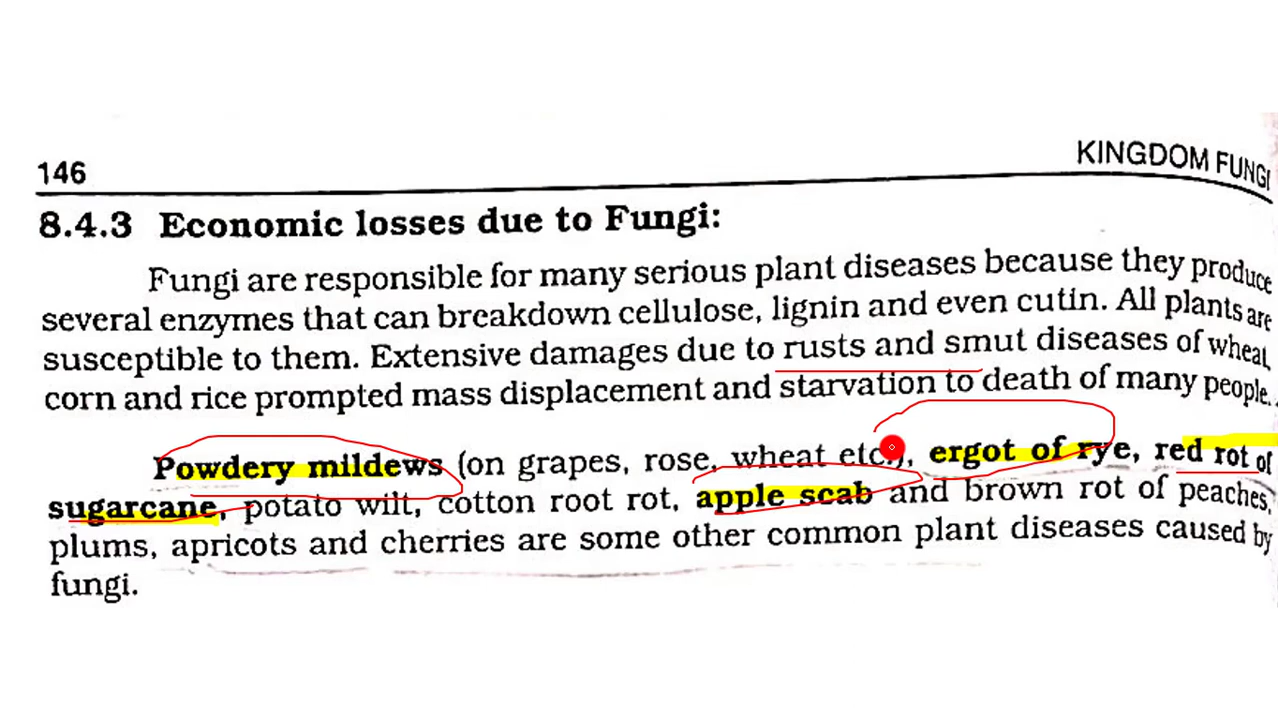 146
KINGDOM FUNGI
8.4.3 Economic losses due to Fungi:
Fungi are responsible for many serious plant diseases because they produce
several enzymes that can breakdown cellulose, lignin and even cutin. All plants are
susceptible to them. Extensive damages due to rusts and smut diseases of wheat,
corn and rice prompted mass displacement and starvation to death of many people.
Powdery mildews (on grapes, rose, wheat etc.), ergot of rye, red rot of
sugarcane, potato wilt, cotton root rot, apple scab and brown rot of peaches,
plums, apricots and cherries are some other common plant diseases caused by
fungi.